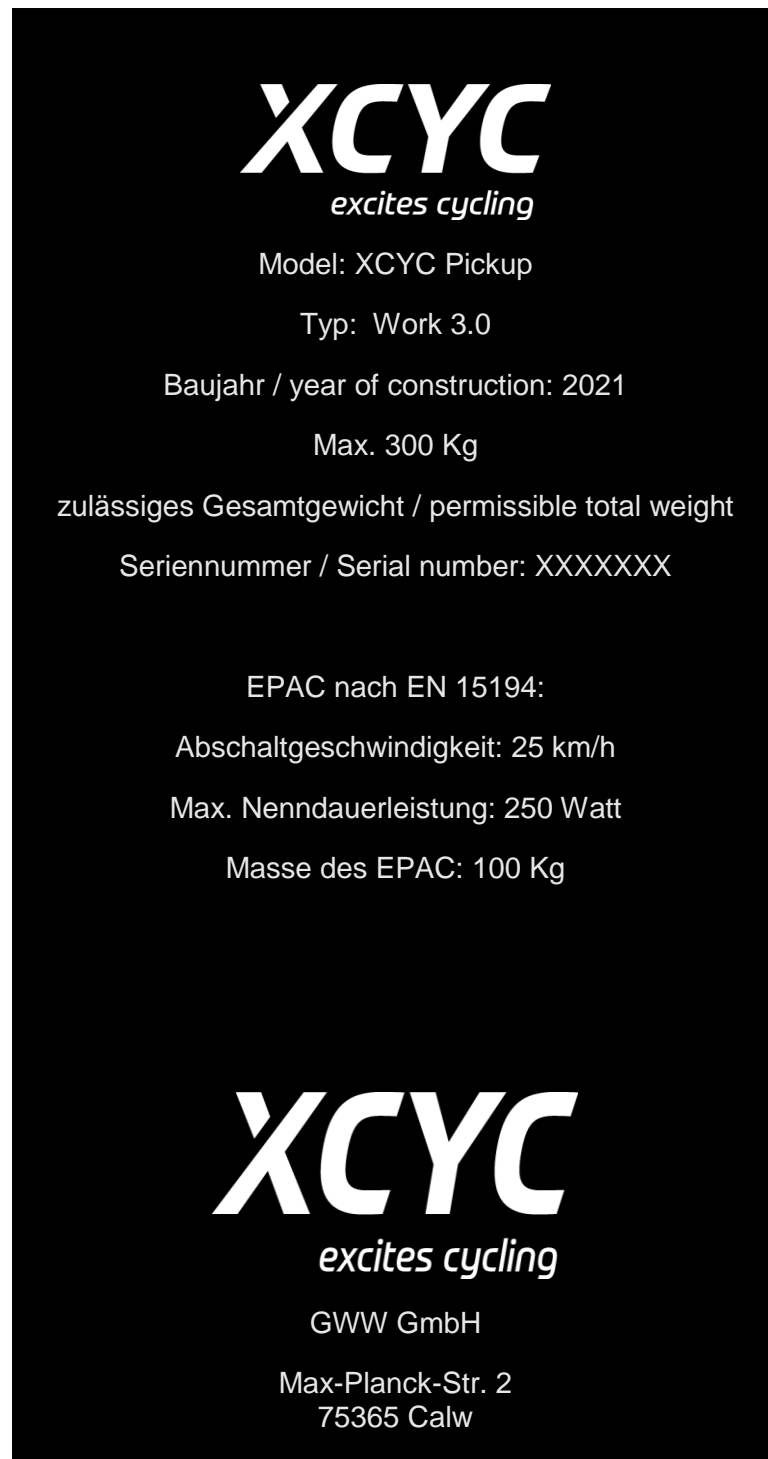 XCYC
excites cycling
Model: XCYC Pickup
Typ: Work 3.0
Baujahr / year of construction: 2021
Max. 300 Kg
zulässiges Gesamtgewicht / permissible total weight
Seriennummer / Serial number: XXXXXXX
EPAC nach EN 15194:
Abschaltgeschwindigkeit: 25 km/h
Max. Nenndauerleistung: 250 Watt
Masse des EPAC: 100 Kg
XCYC
excites cycling
GWW GmbH
Max-Planck-Str. 2
75365 Calw